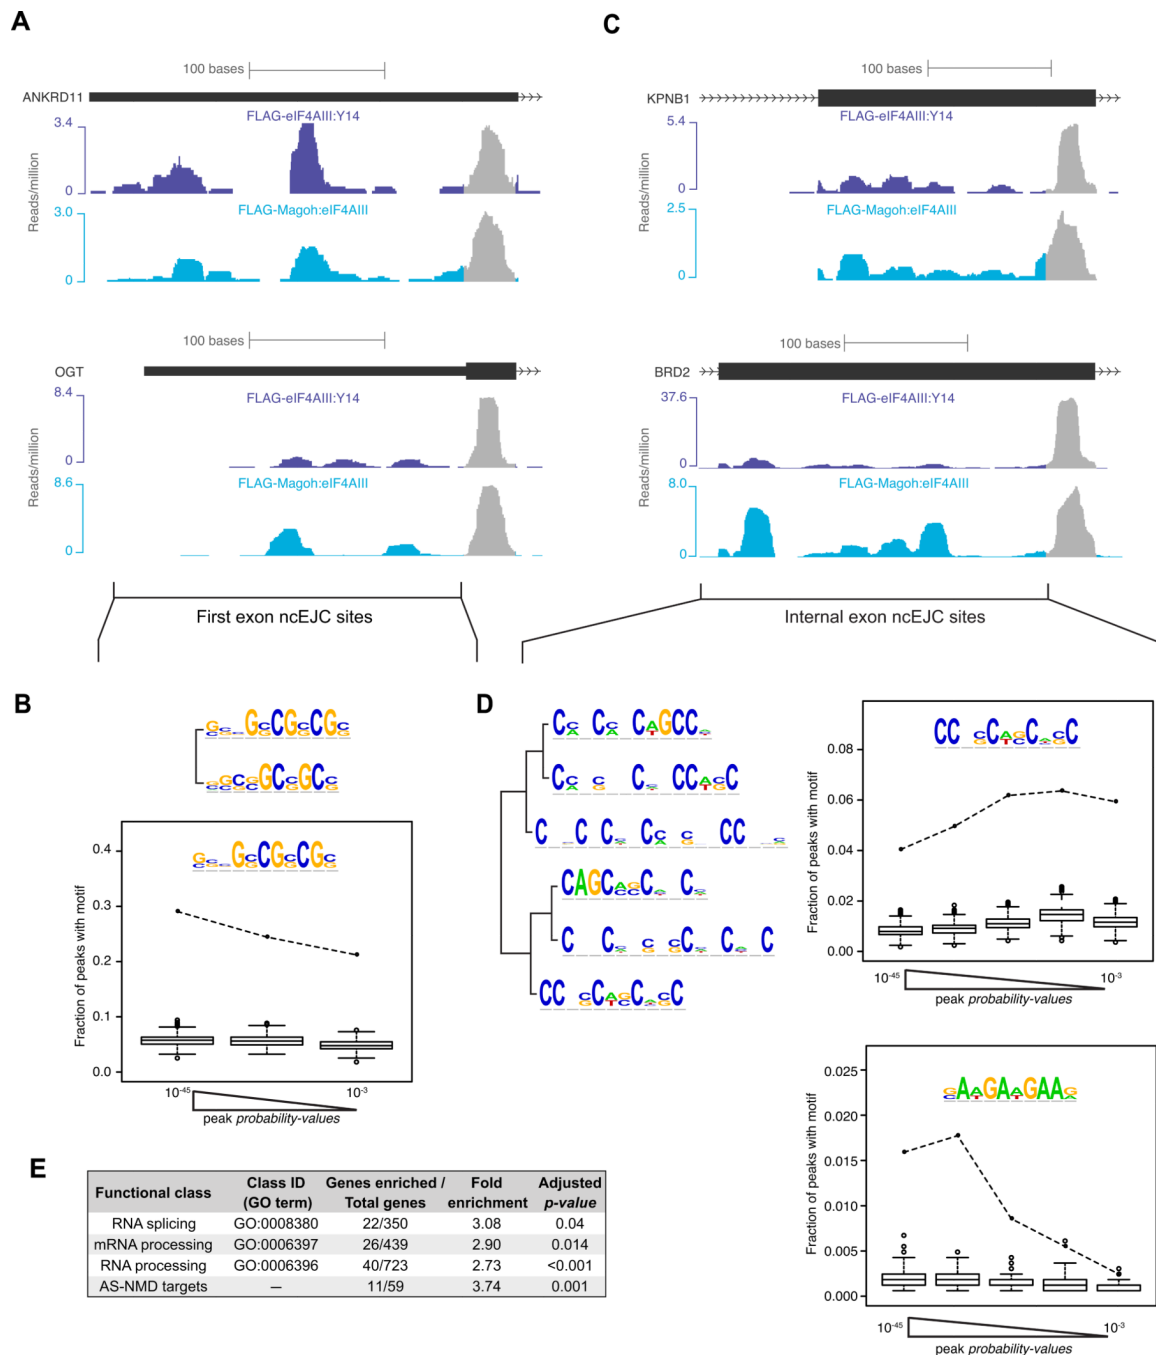 A
100 bases
ANKRD11
FLAG-eIF4AIII:Y14
3.4
0
FLAG-Magoh:eIF4AIII
3.0
0
Reads/million
100 bases
OGT
FLAG-eIF4AIII:Y14
8.4
0
FLAG-Magoh:eIF4AIII
8.6
0
Reads/million
First exon ncEJC sites
C
100 bases
KPNB1
FLAG-eIF4AIII:Y14
5.4
0
FLAG-Magoh:eIF4AIII
2.5
0
Reads/million
100 bases
BRD2
FLAG-eIF4AIII:Y14
37.6
0
FLAG-Magoh:eIF4AIII
8.0
0
Reads/million
Internal exon ncEJC sites
B
Fraction of peaks with motif
0.4
0.3
0.2
0.1
0.0
10-45
10-3
peak probability-values
D
Fraction of peaks with motif
0.08
0.06
0.04
0.02
0.00
10-45
10-3
peak probability-values
Fraction of peaks with motif
0.025
0.020
0.015
0.010
0.005
0.000
10-45
10-3
peak probability-values
E
Functional class Class ID (GO term) Genes enriched / Total genes Fold enrichment Adjusted p-value
RNA splicing GO:0008380 22/350 3.08 0.04
mRNA processing GO:0006397 26/439 2.90 0.014
RNA processing GO:0006396 40/723 2.73 <0.001
AS-NMD targets – 11/59 3.74 0.001